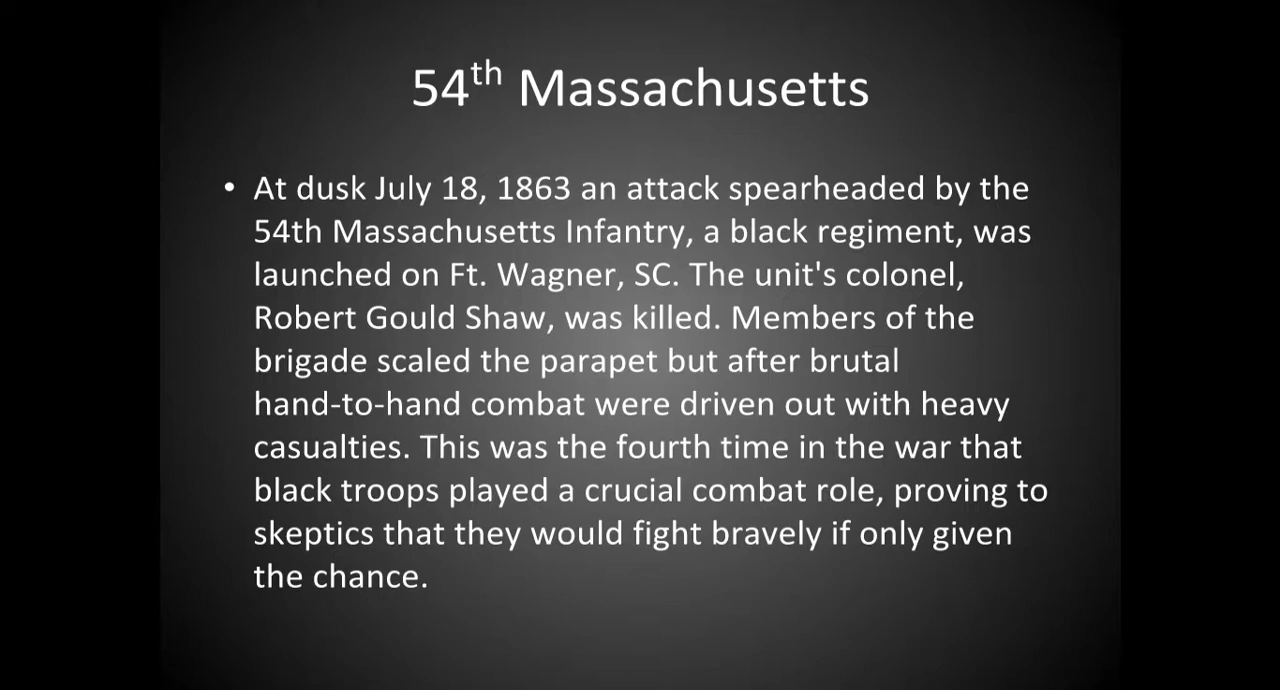 54th Massachusetts
• At dusk July 18, 1863 an attack spearheaded by the
54th Massachusetts Infantry, a black regiment, was
launched on Ft. Wagner, SC. The unit's colonel,
Robert Gould Shaw, was killed. Members of the
brigade scaled the parapet but after brutal
hand-to-hand combat were driven out with heavy
casualties. This was the fourth time in the war that
black troops played a crucial combat role, proving to
skeptics that they would fight bravely if only given
the chance.